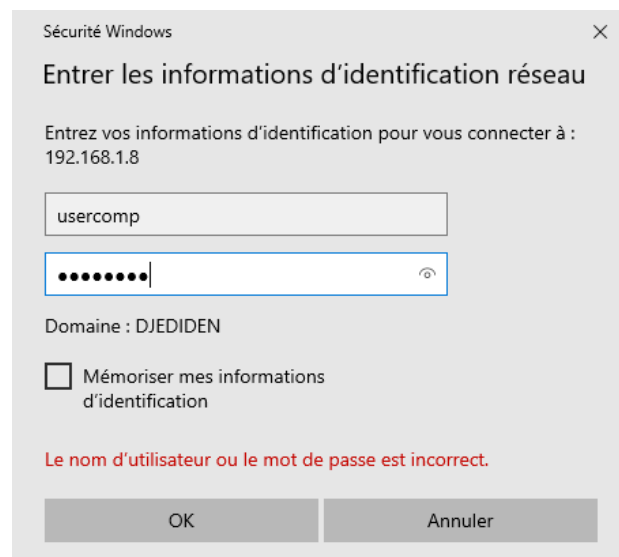 Sécurité Windows
Entrer les informations d’identification réseau
Entrez vos informations d’identification pour vous connecter à :
192.168.1.8
usercomp
••••••••
Domaine : DJEDIDEN
Mémoriser mes informations
d’identification
Le nom d’utilisateur ou le mot de passe est incorrect.
OK
Annuler